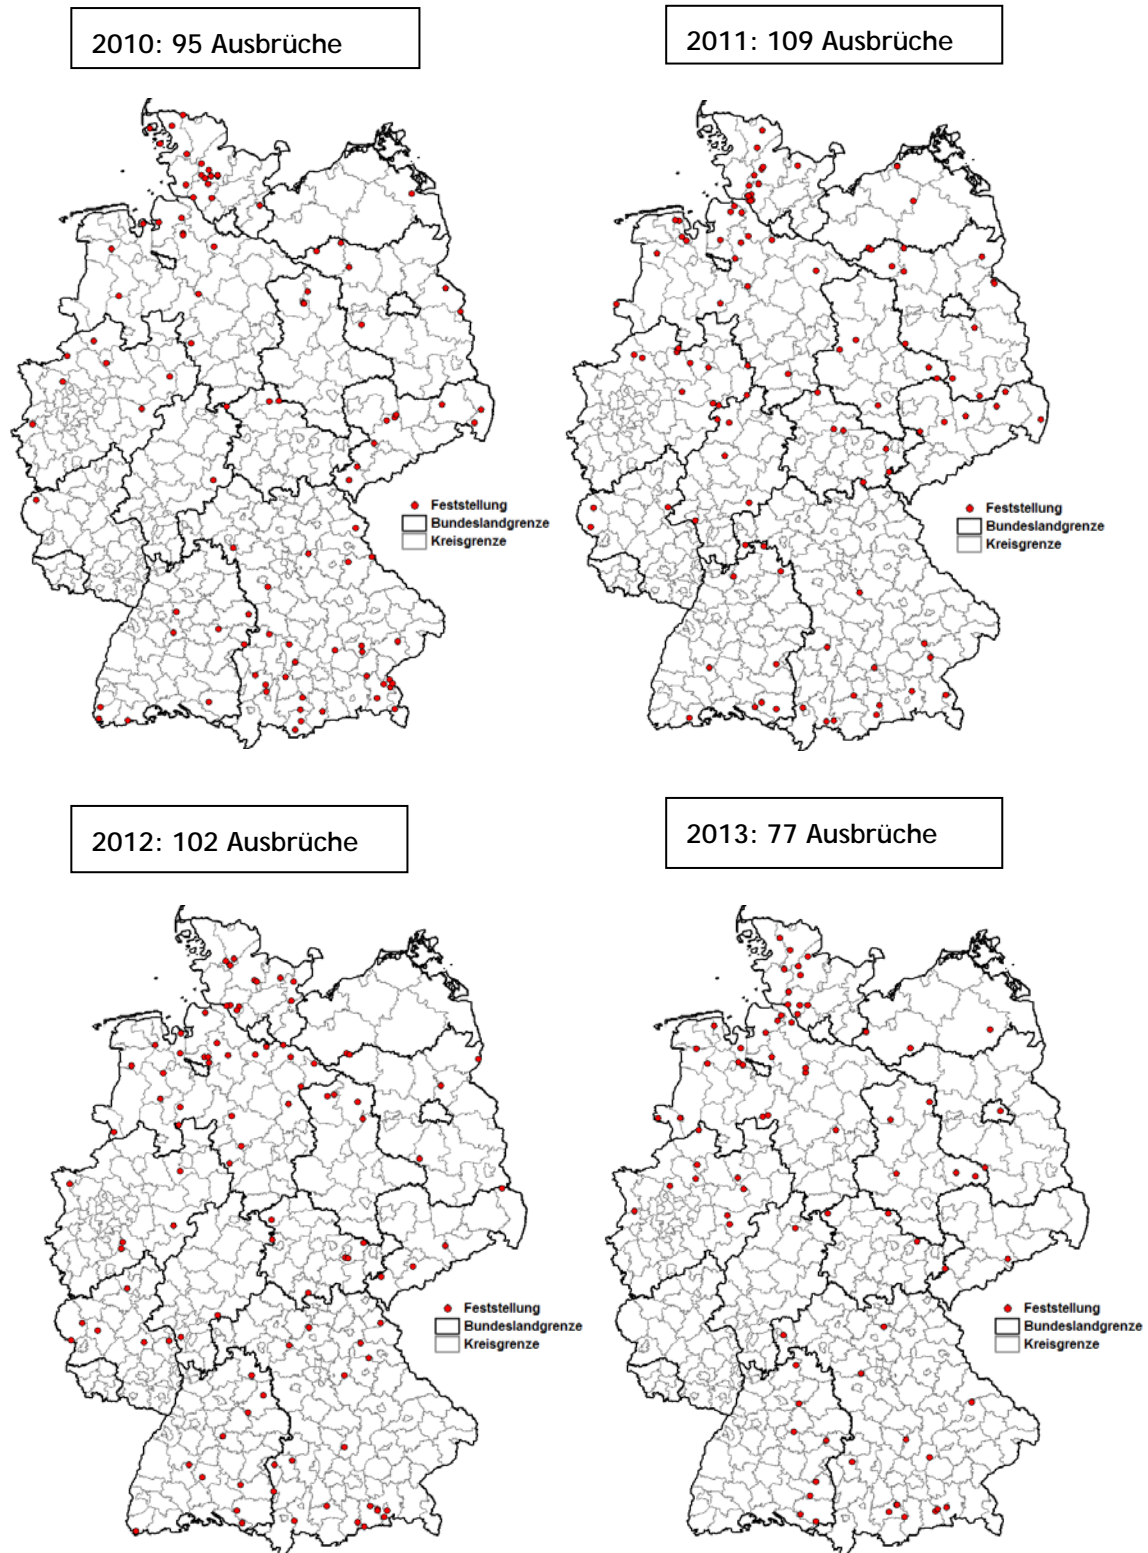 2010: 95 Ausbrüche
2011: 109 Ausbrüche
Feststellung
Bundeslandgrenze
Kreisgrenze
Feststellung
Bundeslandgrenze
Kreisgrenze
2012: 102 Ausbrüche
2013: 77 Ausbrüche
Feststellung
Bundeslandgrenze
Kreisgrenze
Feststellung
Bundeslandgrenze
Kreisgrenze